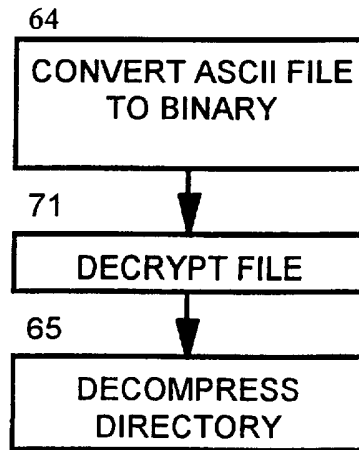 64
CONVERT ASCII FILE
TO BINARY
71
DECRYPT FILE
65
DECOMPRESS
DIRECTORY